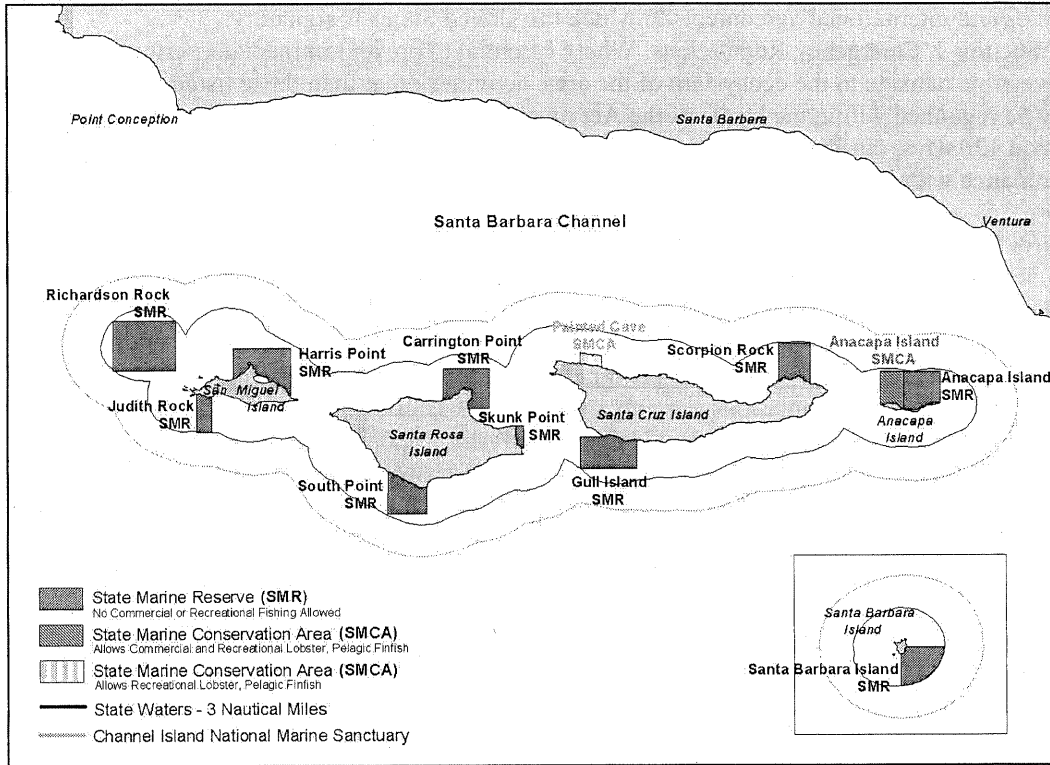 Point Conception
Santa Barbara
Santa Barbara Channel
Ventura
Richardson Rock
SMR
Harris Point
SMR
Carrington Point
SMR
Painted Cave
SMCA
Scorpion Rock
SMR
Anacapa Island
SMCA
Anacapa Island
SMR
San Miguel
Island
Judith Rock
SMR
Skunk Point
SMR
Santa Cruz Island
Anacapa
Island
Santa Rosa
Island
South Point
SMR
Gull Island
SMR
State Marine Reserve (SMR)
No Commercial or Recreational Fishing Allowed
State Marine Conservation Area (SMCA)
Allows Commercial and Recreational Lobster, Pelagic Finfish
State Marine Conservation Area (SMCA)
Allows Recreational Lobster, Pelagic Finfish
State Waters - 3 Nautical Miles
Channel Island National Marine Sanctuary
Santa Barbara
Island
Santa Barbara Island
SMR